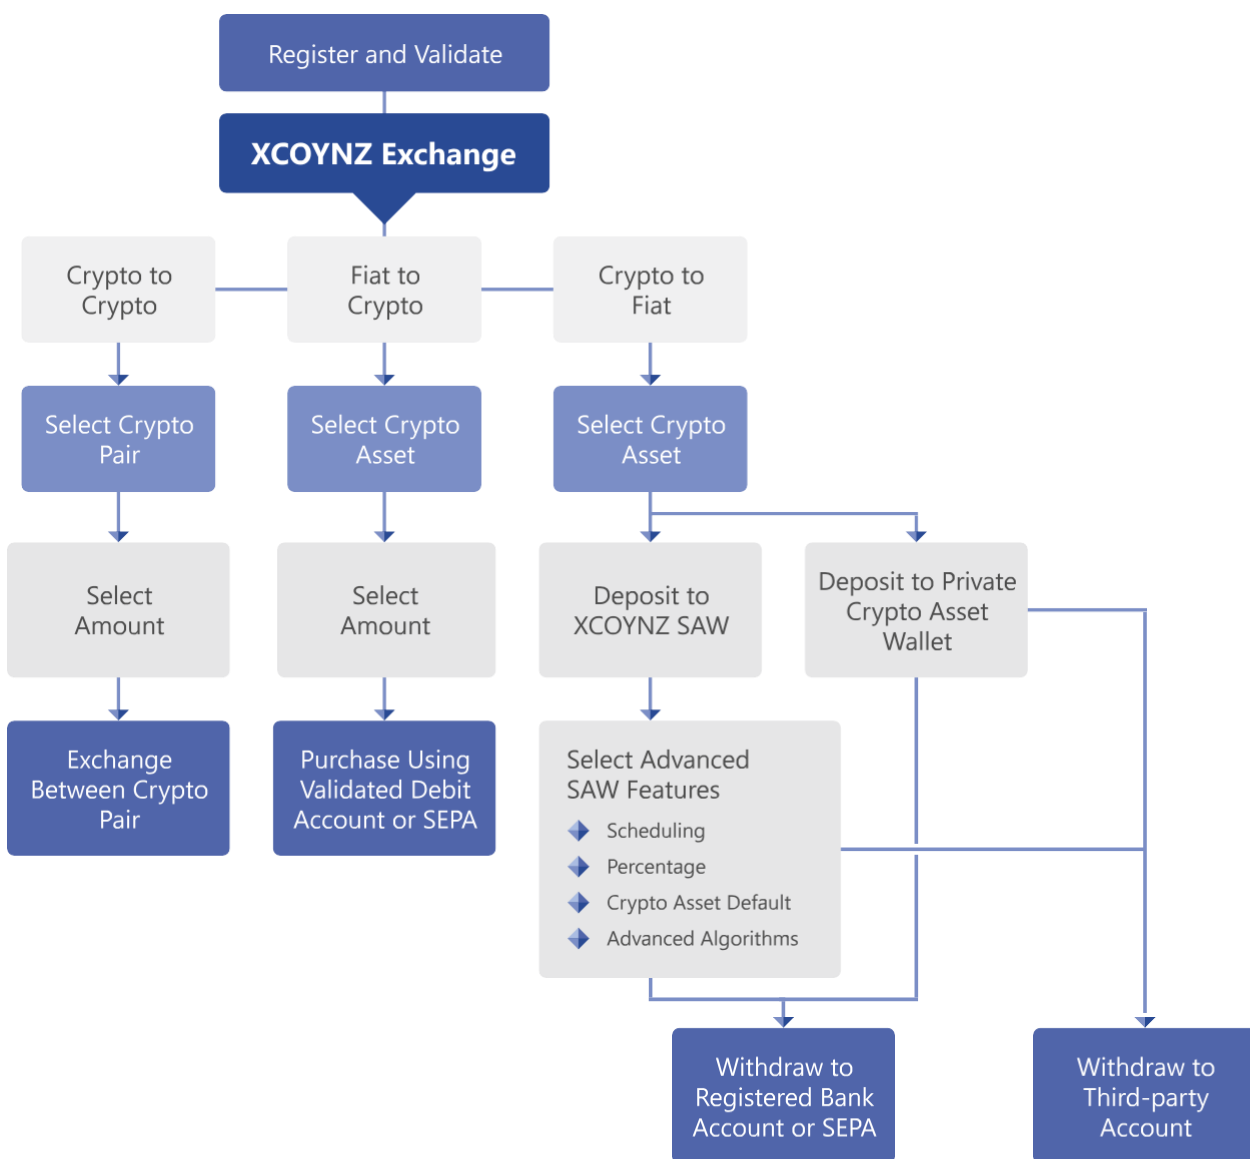 Register and Validate
XCOYNZ Exchange
Crypto to
Crypto
Fiat to
Crypto
Crypto to
Fiat
Select Crypto
Pair
Select Crypto
Asset
Select Crypto
Asset
Select
Amount
Select
Amount
Deposit to
XCOYNZ SAW
Deposit to Private
Crypto Asset
Wallet
Exchange
Between Crypto
Pair
Purchase Using
Validated Debit
Account or SEPA
Select Advanced
SAW Features
Scheduling
Percentage
Crypto Asset Default
Advanced Algorithms
Withdraw to
Registered Bank
Account or SEPA
Withdraw to
Third-party
Account